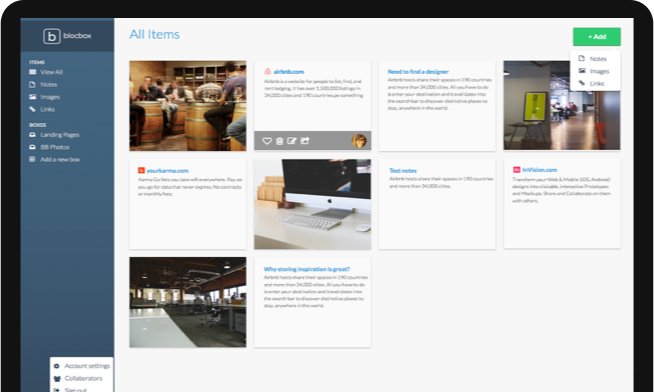 blocbox
ITEMS
View All
Notes
Images
Links
BOXES
Landing Pages
BB Photos
Add a new box
Account settings
Collaborators
Sign out
All Items
+ Add
Notes
Images
Links
airbnb.com
Airbnb is a website for people to list, find, and
rent lodging. It has over 1,500,000 listings in
34,000 cities and 190 countries.pe something
Need to find a designer
Airbnb hosts share their spaces in 190 countries
and more than 34,000 cities. All you have to do
is enter your destination and travel dates into
the search bar to discover distinctive places to
stay, anywhere in the world.
yourkarma.com
Karma Go lets you take wifi everywhere. Pay as
you go for data that never expires. No contracts
or monthly fees.
Test notes
Airbnb hosts share their spaces in 190 countries
and more than 34,000 cities.
InVision.com
Transform your Web & Mobile (iOS, Android)
designs into clickable, Interactive Prototypes
and Mockups. Share and Collaborate on them
with others.
Why storing inspiration is great?
Airbnb hosts share their spaces in 190 countries
and more than 34,000 cities. All you have to do
is enter your destination and travel dates into
the search bar to discover distinctive places to
stay, anywhere in the world.